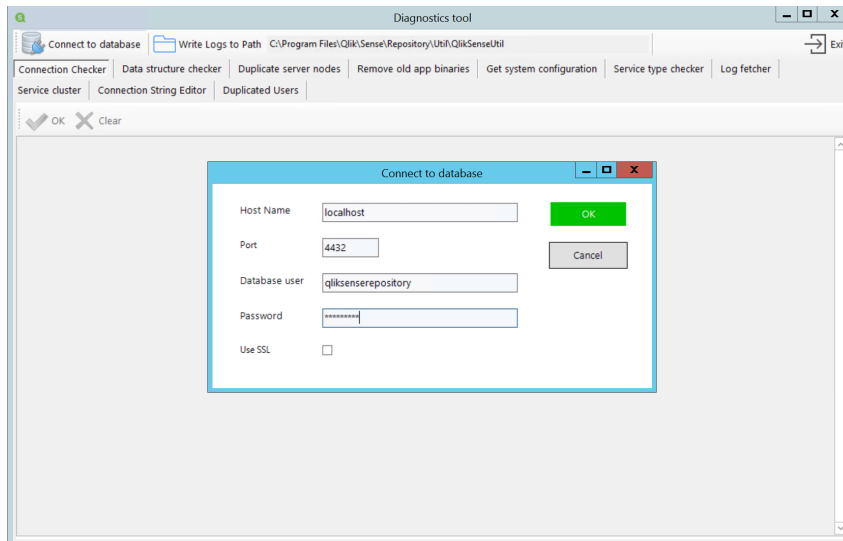 Diagnostics tool
Connect to database Write Logs to Path C:\Program Files\Qlik\Sense\Repository\Util\QlikSenseUtil Exi
Connection Checker Data structure checker Duplicate server nodes Remove old app binaries Get system configuration Service type checker Log fetcher
Service cluster Connection String Editor Duplicated Users
OK Clear
Connect to database
Host Name localhost OK
Port 4432 Cancel
Database user qliksenserepository
Password *********
Use SSL